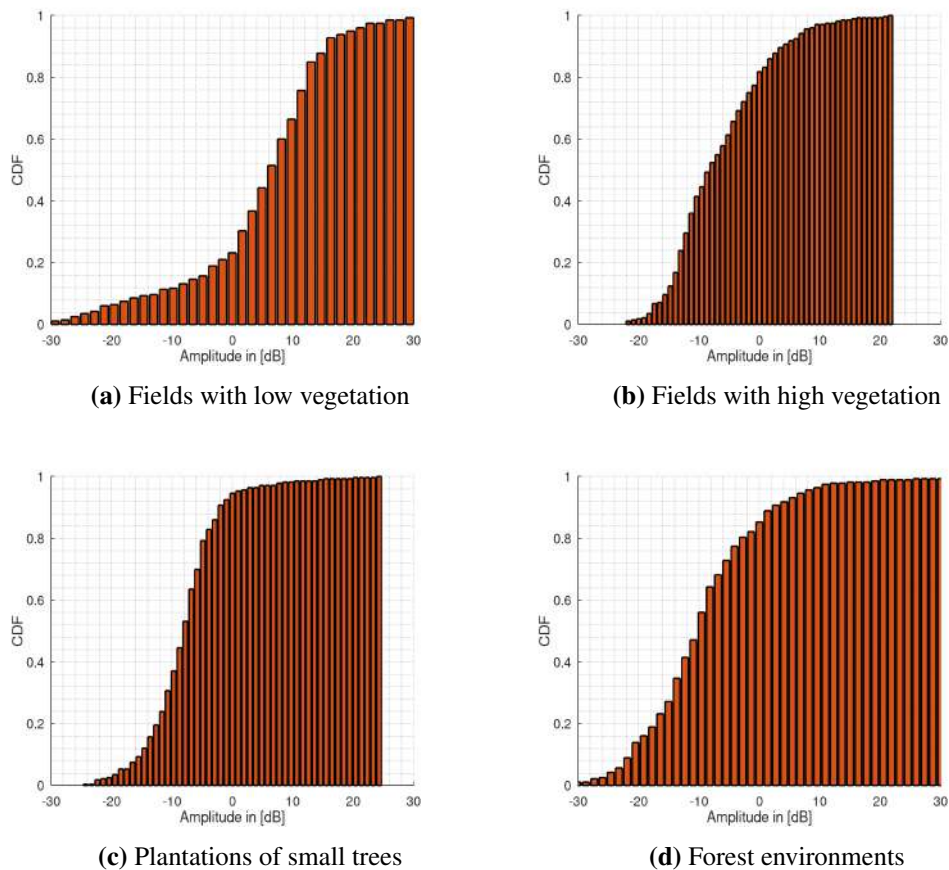 1
0.8
0.6
0.4
0.2
0
CDF
-30 -20 -10 0 10 20 30
Amplitude in [dB]
(a) Fields with low vegetation
1
0.8
0.6
0.4
0.2
0
CDF
-30 -20 -10 0 10 20 30
Amplitude in [dB]
(b) Fields with high vegetation
1
0.8
0.6
0.4
0.2
0
CDF
-30 -20 -10 0 10 20 30
Amplitude in [dB]
(c) Plantations of small trees
1
0.8
0.6
0.4
0.2
0
CDF
-30 -20 -10 0 10 20 30
Amplitude in [dB]
(d) Forest environments